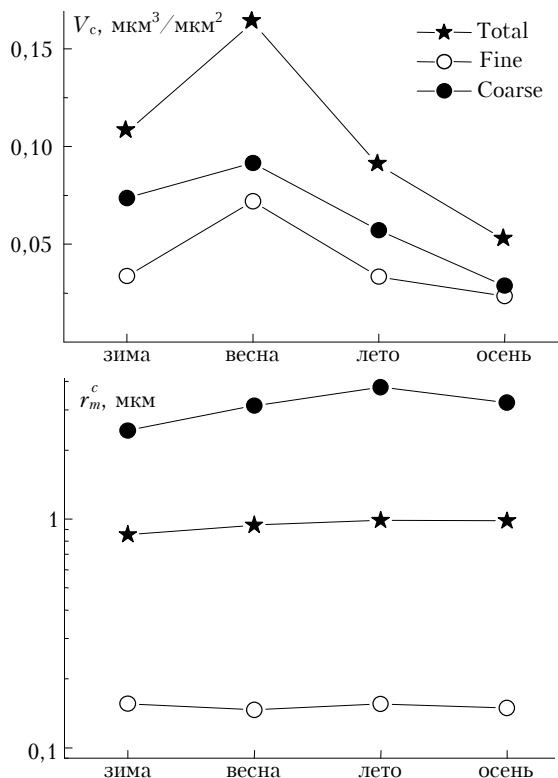 V_c, мкм³/мкм²
Total
Fine
Coarse
0,15
0,10
0,05
зима весна лето осень
r_m^c, мкм
1
0,1
зима весна лето осень